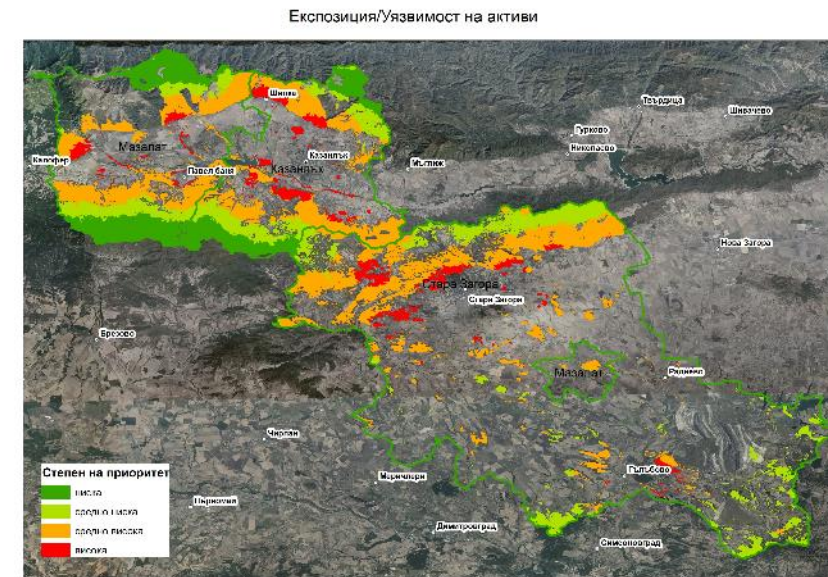 Експозиция/Уязвимост на активи
Твърдица
Шипка
Шивачево
Гурково
Мазалат
Николаево
Калофер
Казанлък
Мъглиж
Павел баня
Казанлък
Нова Загора
Стара Загора
Стара Загора
Брезово
Мазалат
Раднево
Чирпан
Гълъбово
Меричлери
Първомай
Димитровград
Симеоновград
Степен на приоритет
ниска
средно ниска
средно висока
висока